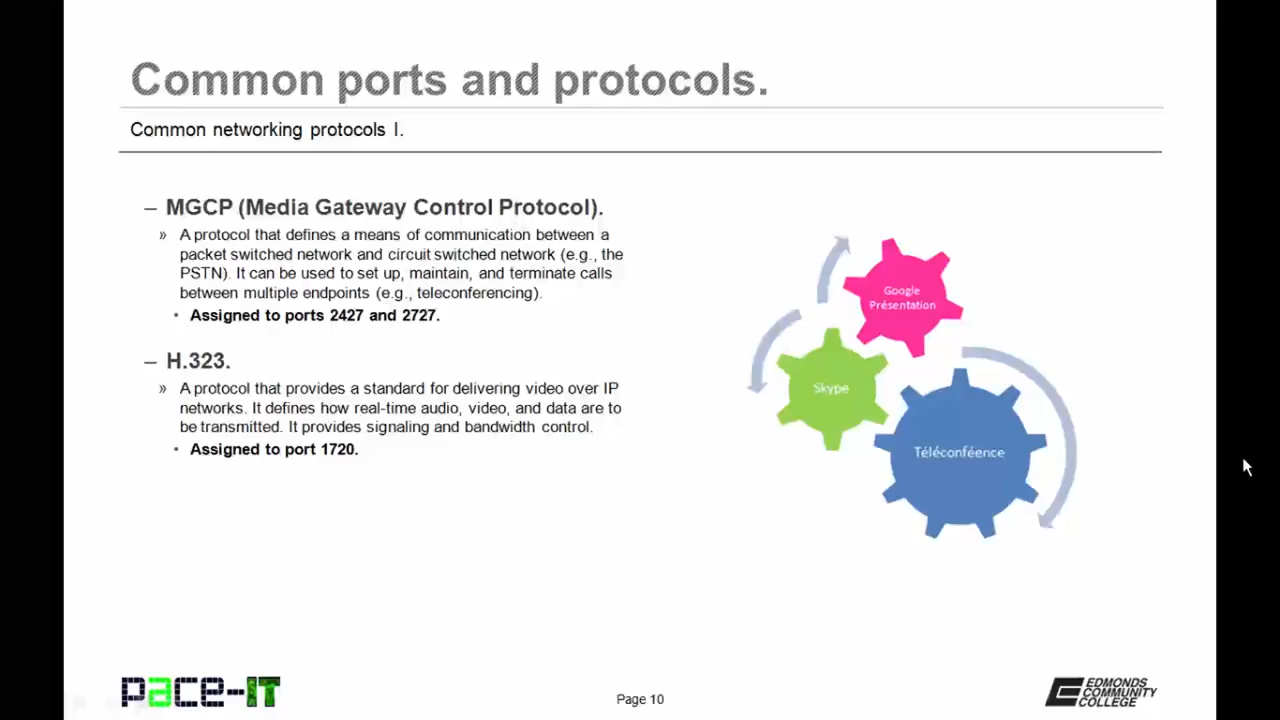 Common ports and protocols.
Common networking protocols I.
– MGCP (Media Gateway Control Protocol).
» A protocol that defines a means of communication between a
packet switched network and circuit switched network (e.g., the
PSTN). It can be used to set up, maintain, and terminate calls
between multiple endpoints (e.g., teleconferencing).
• Assigned to ports 2427 and 2727.
– H.323.
» A protocol that provides a standard for delivering video over IP
networks. It defines how real-time audio, video, and data are to
be transmitted. It provides signaling and bandwidth control.
• Assigned to port 1720.
Google
Présentation
Skype
Téléconféence
pace-IT
Page 10
EDMONDS
COMMUNITY
COLLEGE